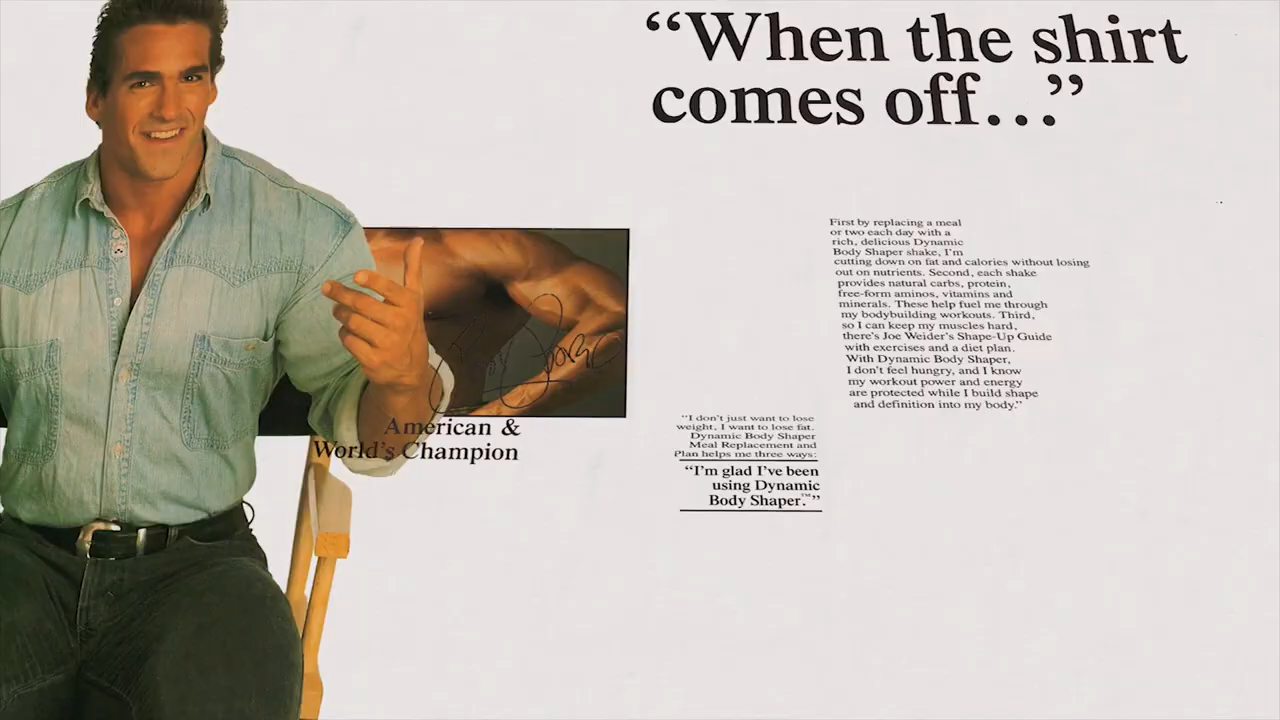 “When the shirt
comes off...”
First by replacing a meal
or two each day with a
rich, delicious Dynamic
Body Shaper shake, I'm
cutting down on fat and calories without losing
out on nutrients. Second, each shake
provides natural carbs, protein,
free-form aminos, vitamins and
minerals. These help fuel me through
my bodybuilding workouts. Third,
so I can keep my muscles hard,
there's Joe Weider's Shape-Up Guide
with exercises and a diet plan.
With Dynamic Body Shaper,
I don't feel hungry, and I know
my workout power and energy
are protected while I build shape
and definition into my body.”
American &
World's Champion
“I don't just want to lose
weight, I want to lose fat.
Dynamic Body Shaper
Meal Replacement and
Plan helps me three ways:
“I'm glad I've been
using Dynamic
Body Shaper.™”